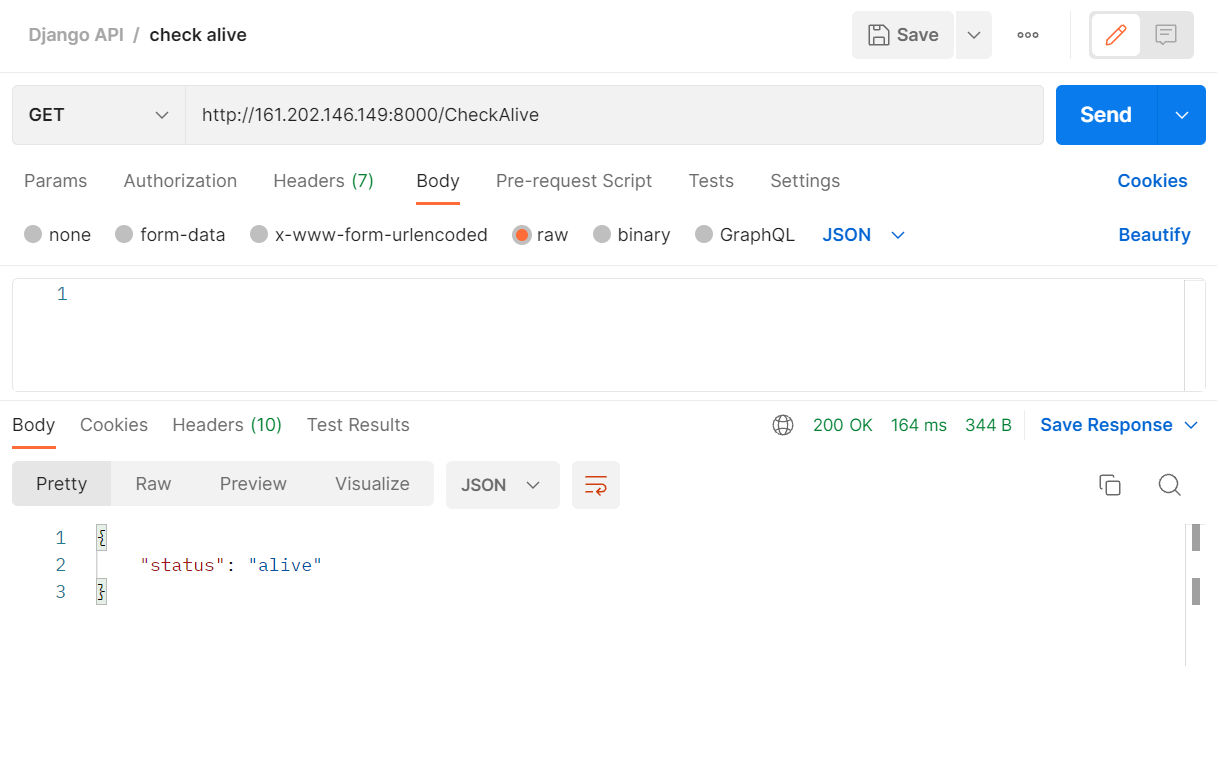 Django API / check alive Save
GET http://161.202.146.149:8000/CheckAlive Send
Params Authorization Headers (7) Body Pre-request Script Tests Settings Cookies
none form-data x-www-form-urlencoded raw binary GraphQL JSON Beautify
1
Body Cookies Headers (10) Test Results 200 OK 164 ms 344 B Save Response
Pretty Raw Preview Visualize JSON
1 {
2 "status": "alive"
3 }